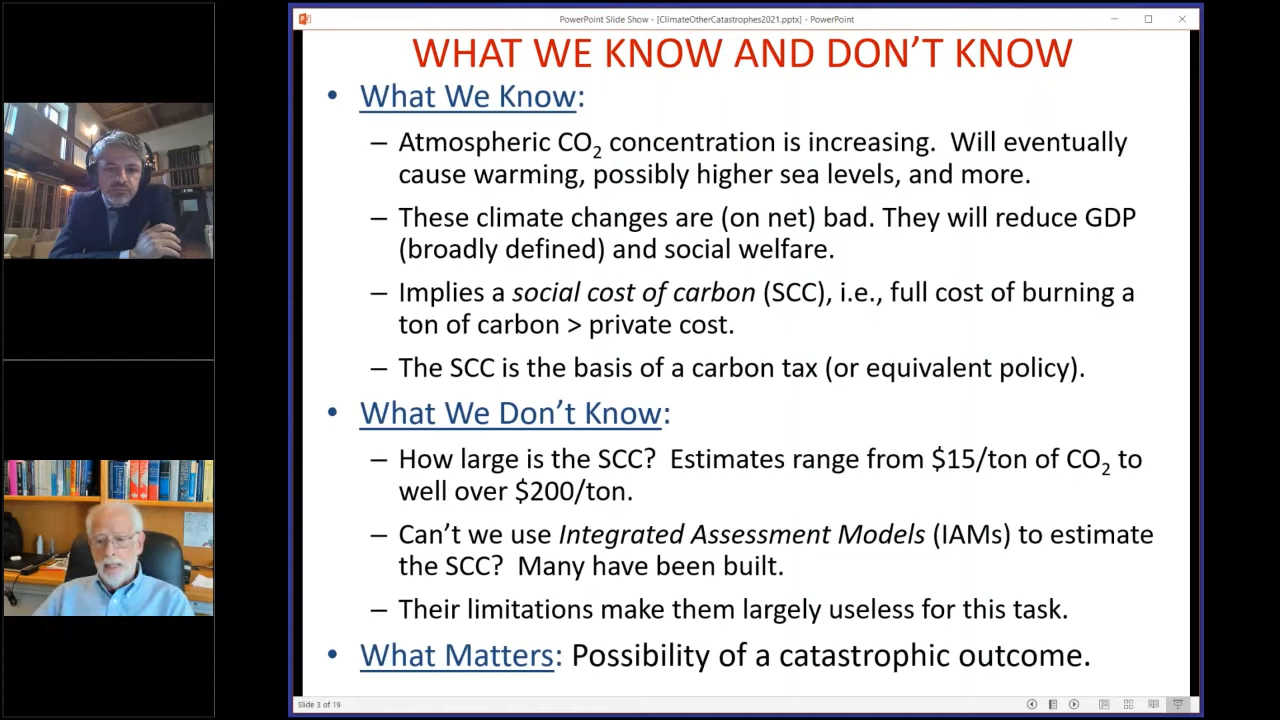 PowerPoint Slide Show - [ClimateOtherCatastrophes2021.pptx] - PowerPoint
WHAT WE KNOW AND DON’T KNOW
• What We Know:
– Atmospheric CO₂ concentration is increasing. Will eventually
cause warming, possibly higher sea levels, and more.
– These climate changes are (on net) bad. They will reduce GDP
(broadly defined) and social welfare.
– Implies a social cost of carbon (SCC), i.e., full cost of burning a
ton of carbon > private cost.
– The SCC is the basis of a carbon tax (or equivalent policy).
• What We Don’t Know:
– How large is the SCC? Estimates range from $15/ton of CO₂ to
well over $200/ton.
– Can’t we use Integrated Assessment Models (IAMs) to estimate
the SCC? Many have been built.
– Their limitations make them largely useless for this task.
• What Matters: Possibility of a catastrophic outcome.
Slide 3 of 19